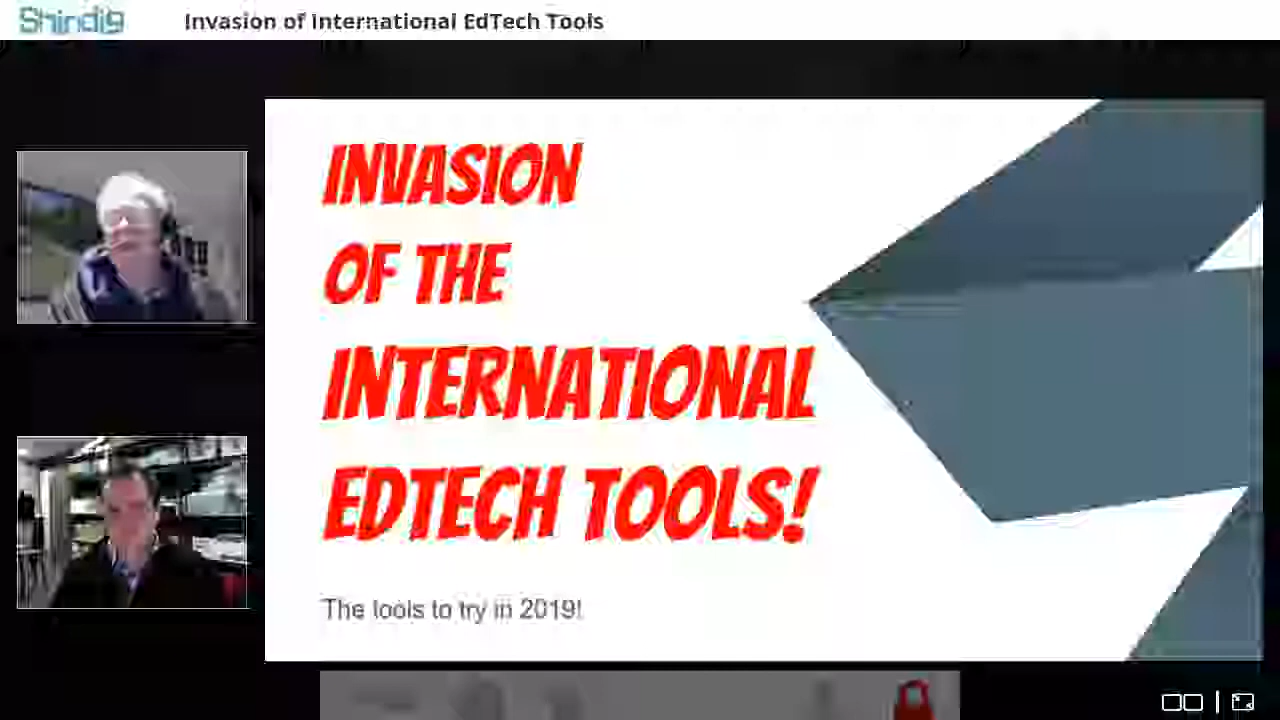 Shindig
Invasion of International EdTech Tools
INVASION
OF THE
INTERNATIONAL
EDTECH TOOLS!
The tools to try in 2019!